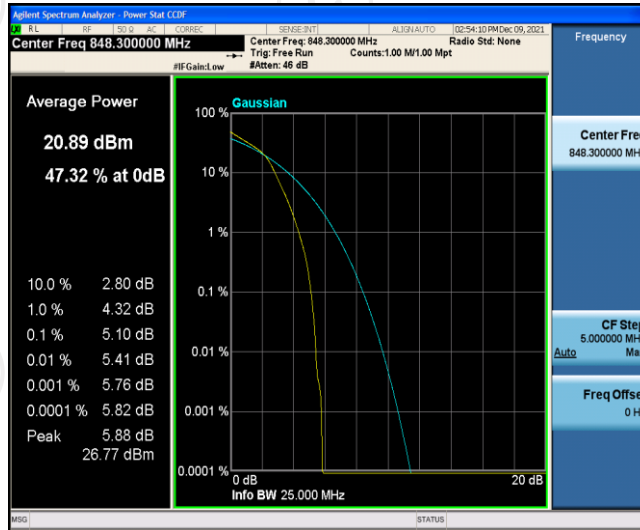 Agilent Spectrum Analyzer - Power Stat CCDF
RL RF 50 Ω AC CORREC SENSE:INT ALIGNAUTO 02:54:10 PM Dec 09, 2021
Center Freq 848.300000 MHz
Center Freq: 848.300000 MHz Radio Std: None
Trig: Free Run Counts:1.00 M/1.00 Mpt
#IFGain:Low #Atten: 46 dB
Frequency
Average Power
20.89 dBm
47.32 % at 0dB
10.0 % 2.80 dB
1.0 % 4.32 dB
0.1 % 5.10 dB
0.01 % 5.41 dB
0.001 % 5.76 dB
0.0001 % 5.82 dB
Peak 5.88 dB
26.77 dBm
Gaussian
100 %
10 %
1 %
0.1 %
0.01 %
0.001 %
0.0001 %
0 dB 20 dB
Info BW 25.000 MHz
Center Fre
848.300000 MH
CF Step
5.000000 MH
Auto Ma
Freq Offse
0 H
MSG STATUS